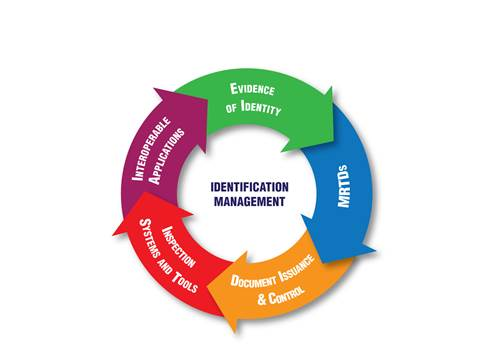 EVIDENCE
OF IDENTITY
MRTDS
DOCUMENT ISSUANCE
& CONTROL
INSPECTION
SYSTEMS AND TOOLS
INTEROPERABLE
APPLICATIONS
IDENTIFICATION
MANAGEMENT